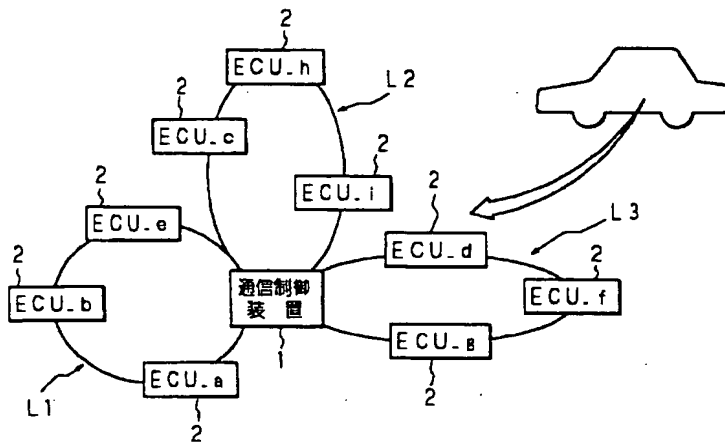 2
ECU_h
L2
2
ECU_c
2
ECU_i
2
ECU_e
2
ECU_d
L3
2
ECU_b
通信制御
装置
1
2
ECU_f
ECU_g
2
ECU_a
2
L1